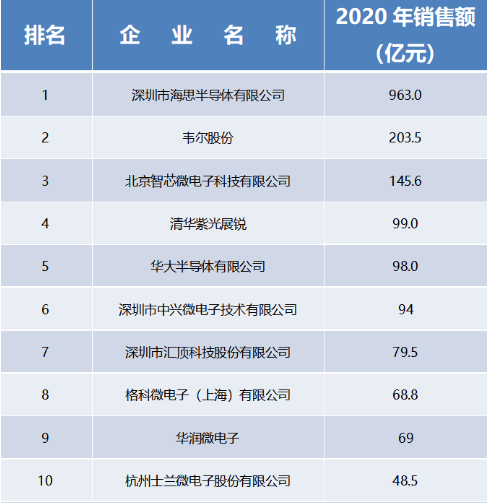 排名 企业名称 2020年销售额
（亿元）
1 深圳市海思半导体有限公司 963.0
2 韦尔股份 203.5
3 北京智芯微电子科技有限公司 145.6
4 清华紫光展锐 99.0
5 华大半导体有限公司 98.0
6 深圳市中兴微电子技术有限公司 94
7 深圳市汇顶科技股份有限公司 79.5
8 格科微电子（上海）有限公司 68.8
9 华润微电子 69
10 杭州士兰微电子股份有限公司 48.5